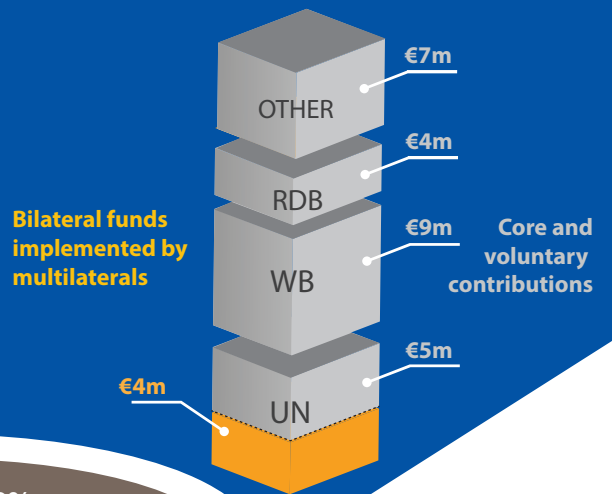 €7m
OTHER
€4m
RDB
Bilateral funds
implemented by
multilaterals
€9m
Core and
voluntary
contributions
WB
€5m
€4m
UN